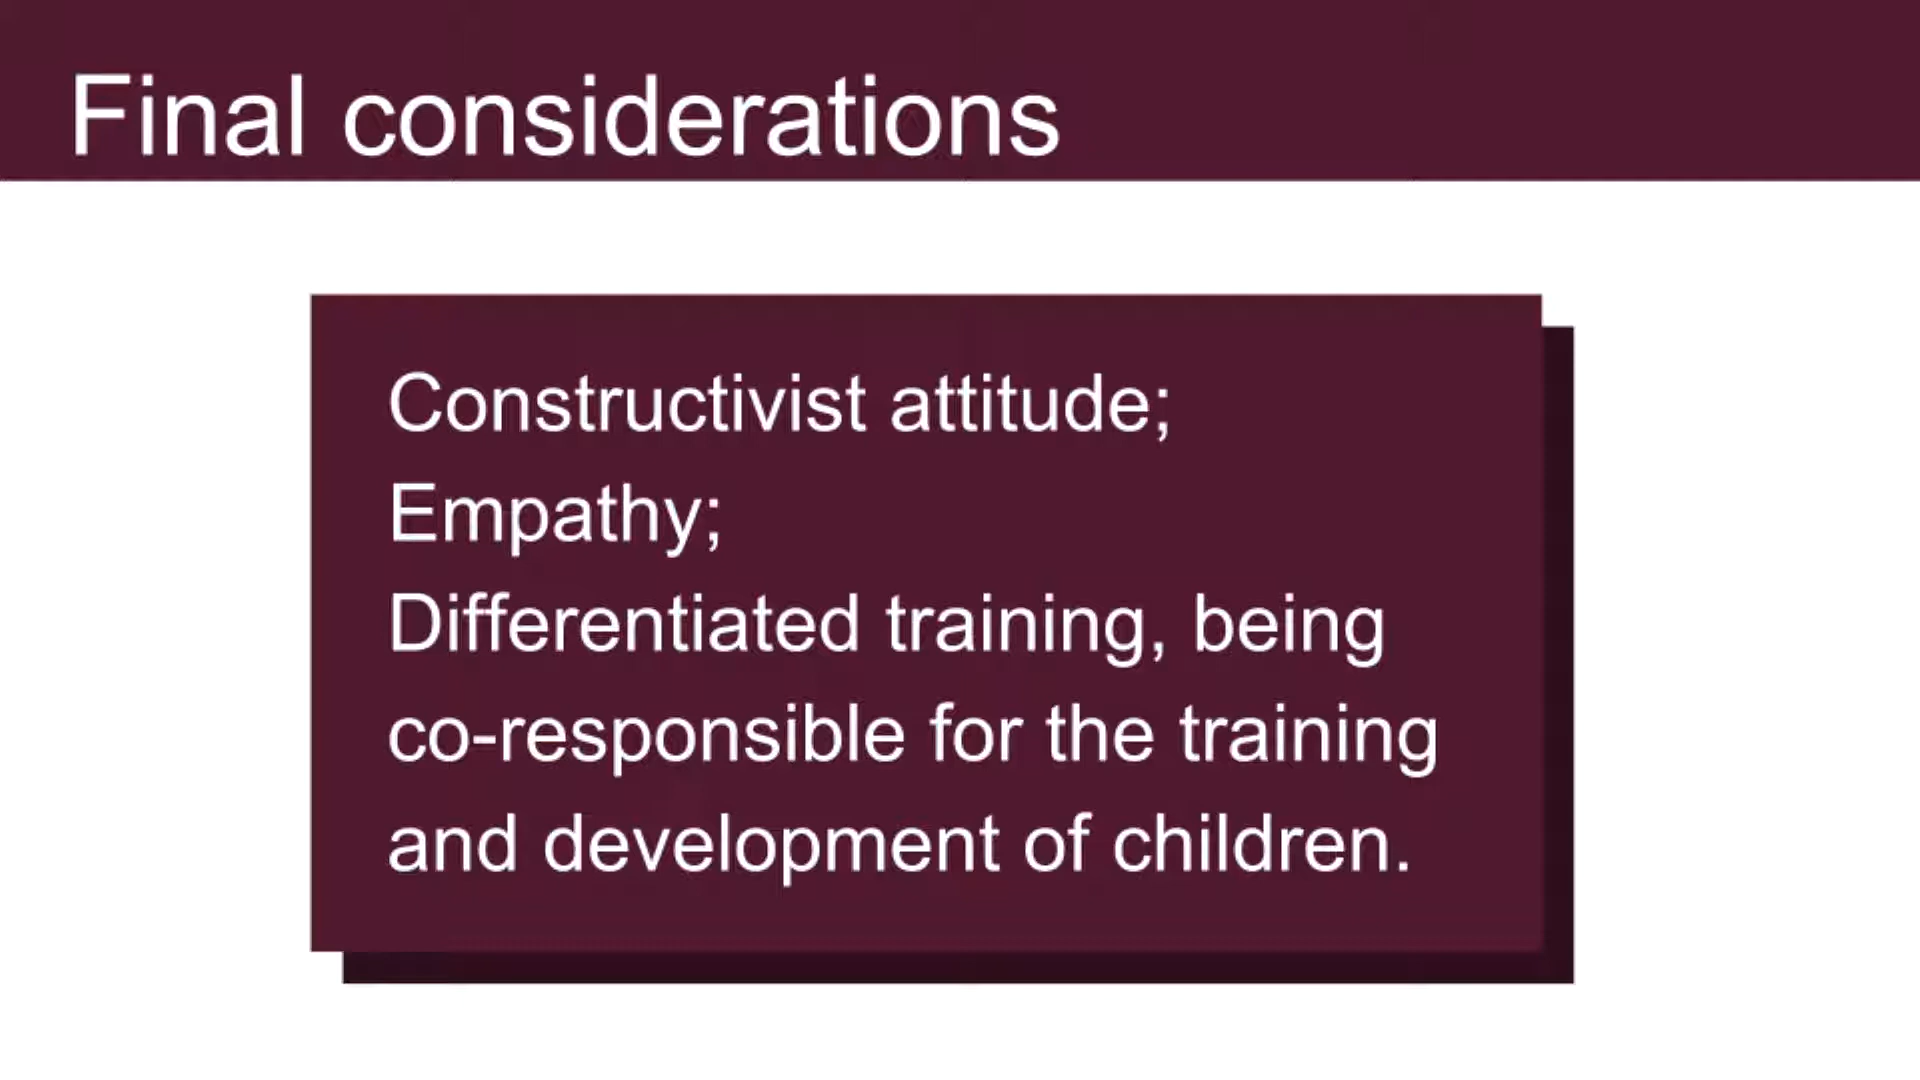 Final considerations
Constructivist attitude;
Empathy;
Differentiated training, being
co-responsible for the training
and development of children.